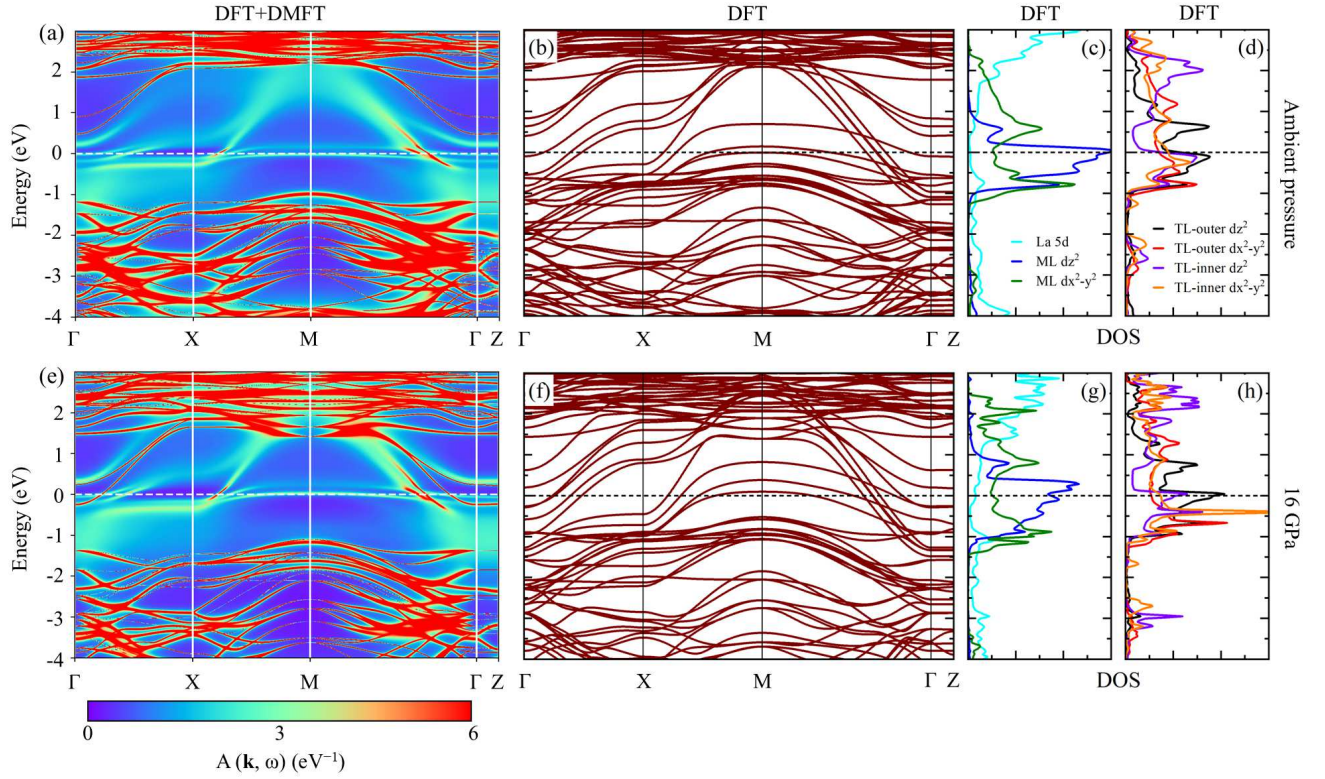 DFT+DMFT DFT DFT DFT
(a) (b) (c) (d)
Energy (eV)
2
1
0
-1
-2
-3
-4
Γ X M Γ Z
Γ X M Γ Z
DOS
La 5d
ML dz²
ML dx²-y²
TL-outer dz²
TL-outer dx²-y²
TL-inner dz²
TL-inner dx²-y²
Ambient pressure
(e) (f) (g) (h)
Energy (eV)
2
1
0
-1
-2
-3
-4
Γ X M Γ Z
Γ X M Γ Z
DOS
16 GPa
0 3 6
A (k, ω) (eV⁻¹)